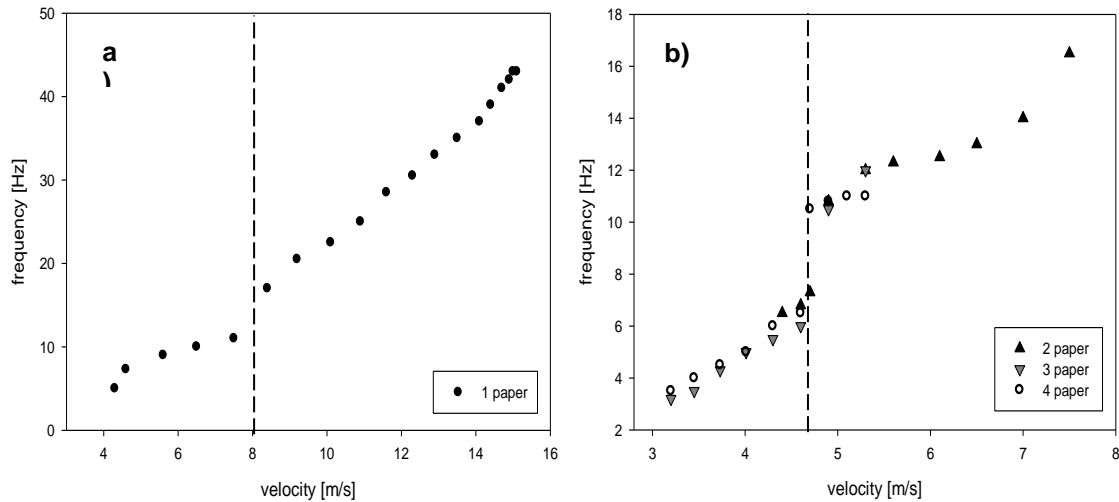 a
)
50
40
30
20
10
0
frequency [Hz]
4 6 8 10 12 14 16
velocity [m/s]
1 paper
b)
18
16
14
12
10
8
6
4
2
frequency [Hz]
3 4 5 6 7 8
velocity [m/s]
2 paper
3 paper
4 paper